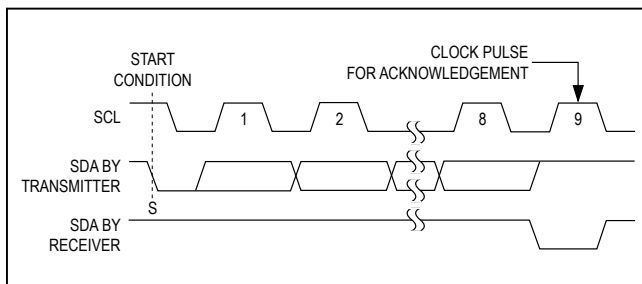 START
CONDITION
CLOCK PULSE
FOR ACKNOWLEDGEMENT
SCL
1
2
8
9
SDA BY
TRANSMITTER
S
SDA BY
RECEIVER